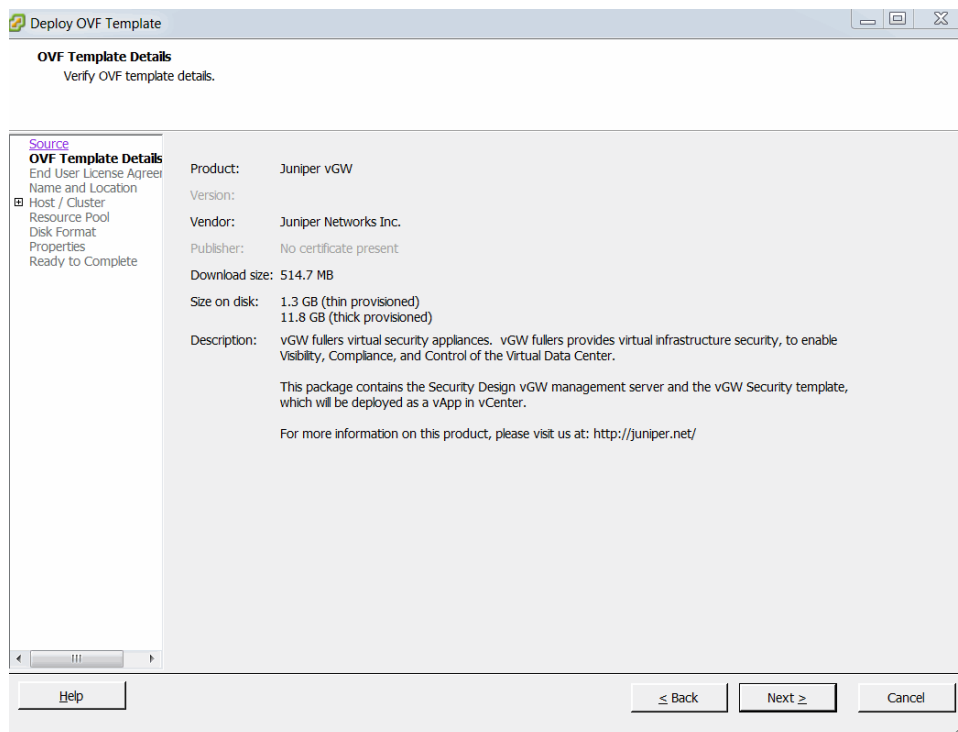 Deploy OVF Template
OVF Template Details
Verify OVF template details.
Source
OVF Template Details
End User License Agreer
Name and Location
Host / Cluster
Resource Pool
Disk Format
Properties
Ready to Complete
Product: Juniper vGW
Version:
Vendor: Juniper Networks Inc.
Publisher: No certificate present
Download size: 514.7 MB
Size on disk: 1.3 GB (thin provisioned)
11.8 GB (thick provisioned)
Description: vGW fullers virtual security appliances. vGW fullers provides virtual infrastructure security, to enable
Visibility, Compliance, and Control of the Virtual Data Center.
This package contains the Security Design vGW management server and the vGW Security template,
which will be deployed as a vApp in vCenter.
For more information on this product, please visit us at: http://juniper.net/
Help
≤ Back
Next ≥
Cancel